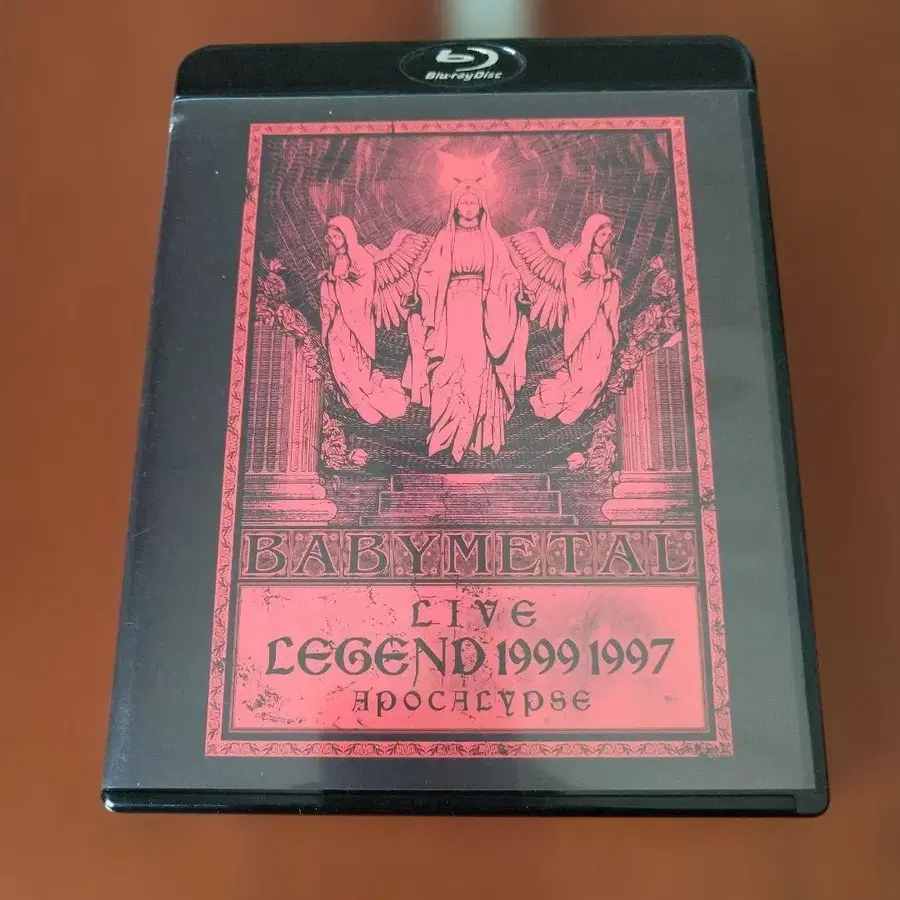 Blu-ray Disc
BABYMETAL
LIVE
LEGEND 1999 1997
APOCALYPSE